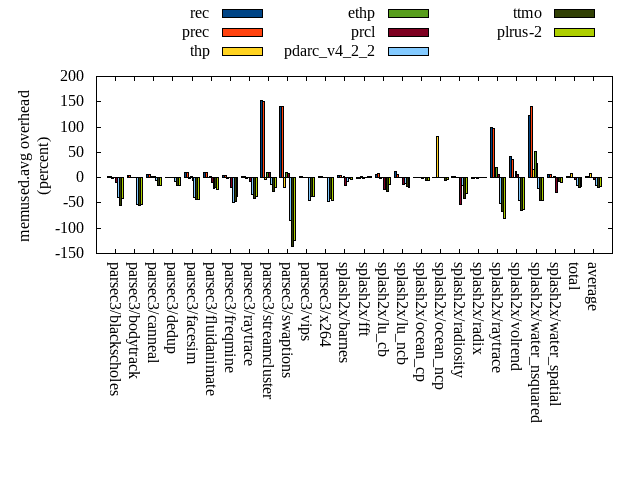 rec
prec
thp
ethp
prcl
pdarc_v4_2_2
ttmo
plrus-2
memused.avg overhead
(percent)
200
150
100
50
0
-50
-100
-150
parsec3/blackscholes
parsec3/bodytrack
parsec3/canneal
parsec3/dedup
parsec3/facesim
parsec3/fluidanimate
parsec3/freqmine
parsec3/raytrace
parsec3/streamcluster
parsec3/swaptions
parsec3/vips
parsec3/x264
splash2x/barnes
splash2x/fft
splash2x/lu_cb
splash2x/lu_ncb
splash2x/ocean_cp
splash2x/ocean_ncp
splash2x/radiosity
splash2x/radix
splash2x/raytrace
splash2x/volrend
splash2x/water_nsquared
splash2x/water_spatial
total
average